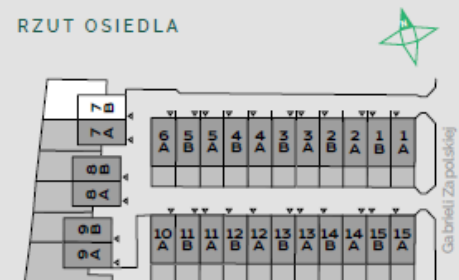 RZUT OSIEDLA
N
7B
7A
8B
8A
9B
9A
6A 5B 5A 4B 4A 3B 3A 2B 2A 1B 1A
10A 11B 11A 12B 12A 13B 13A 14B 14A 15B 15A
Gabrieli Zapolskiej